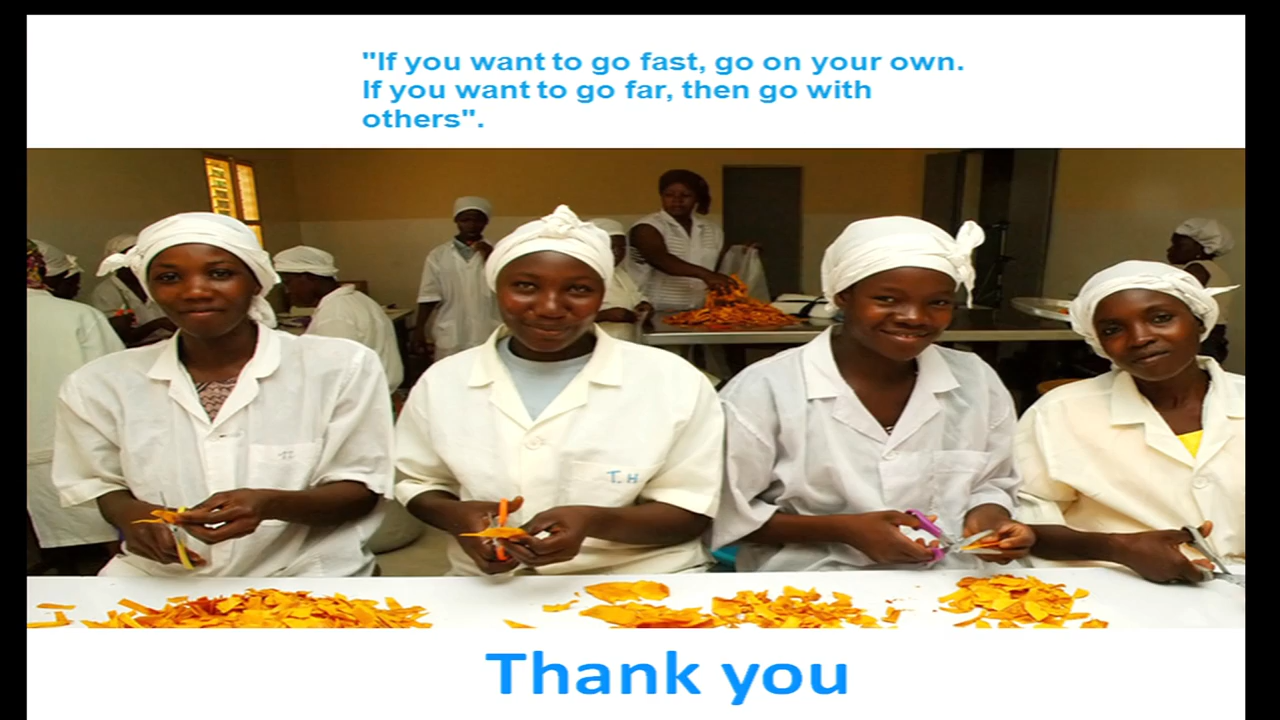 "If you want to go fast, go on your own.
If you want to go far, then go with
others".
T. H
Thank you